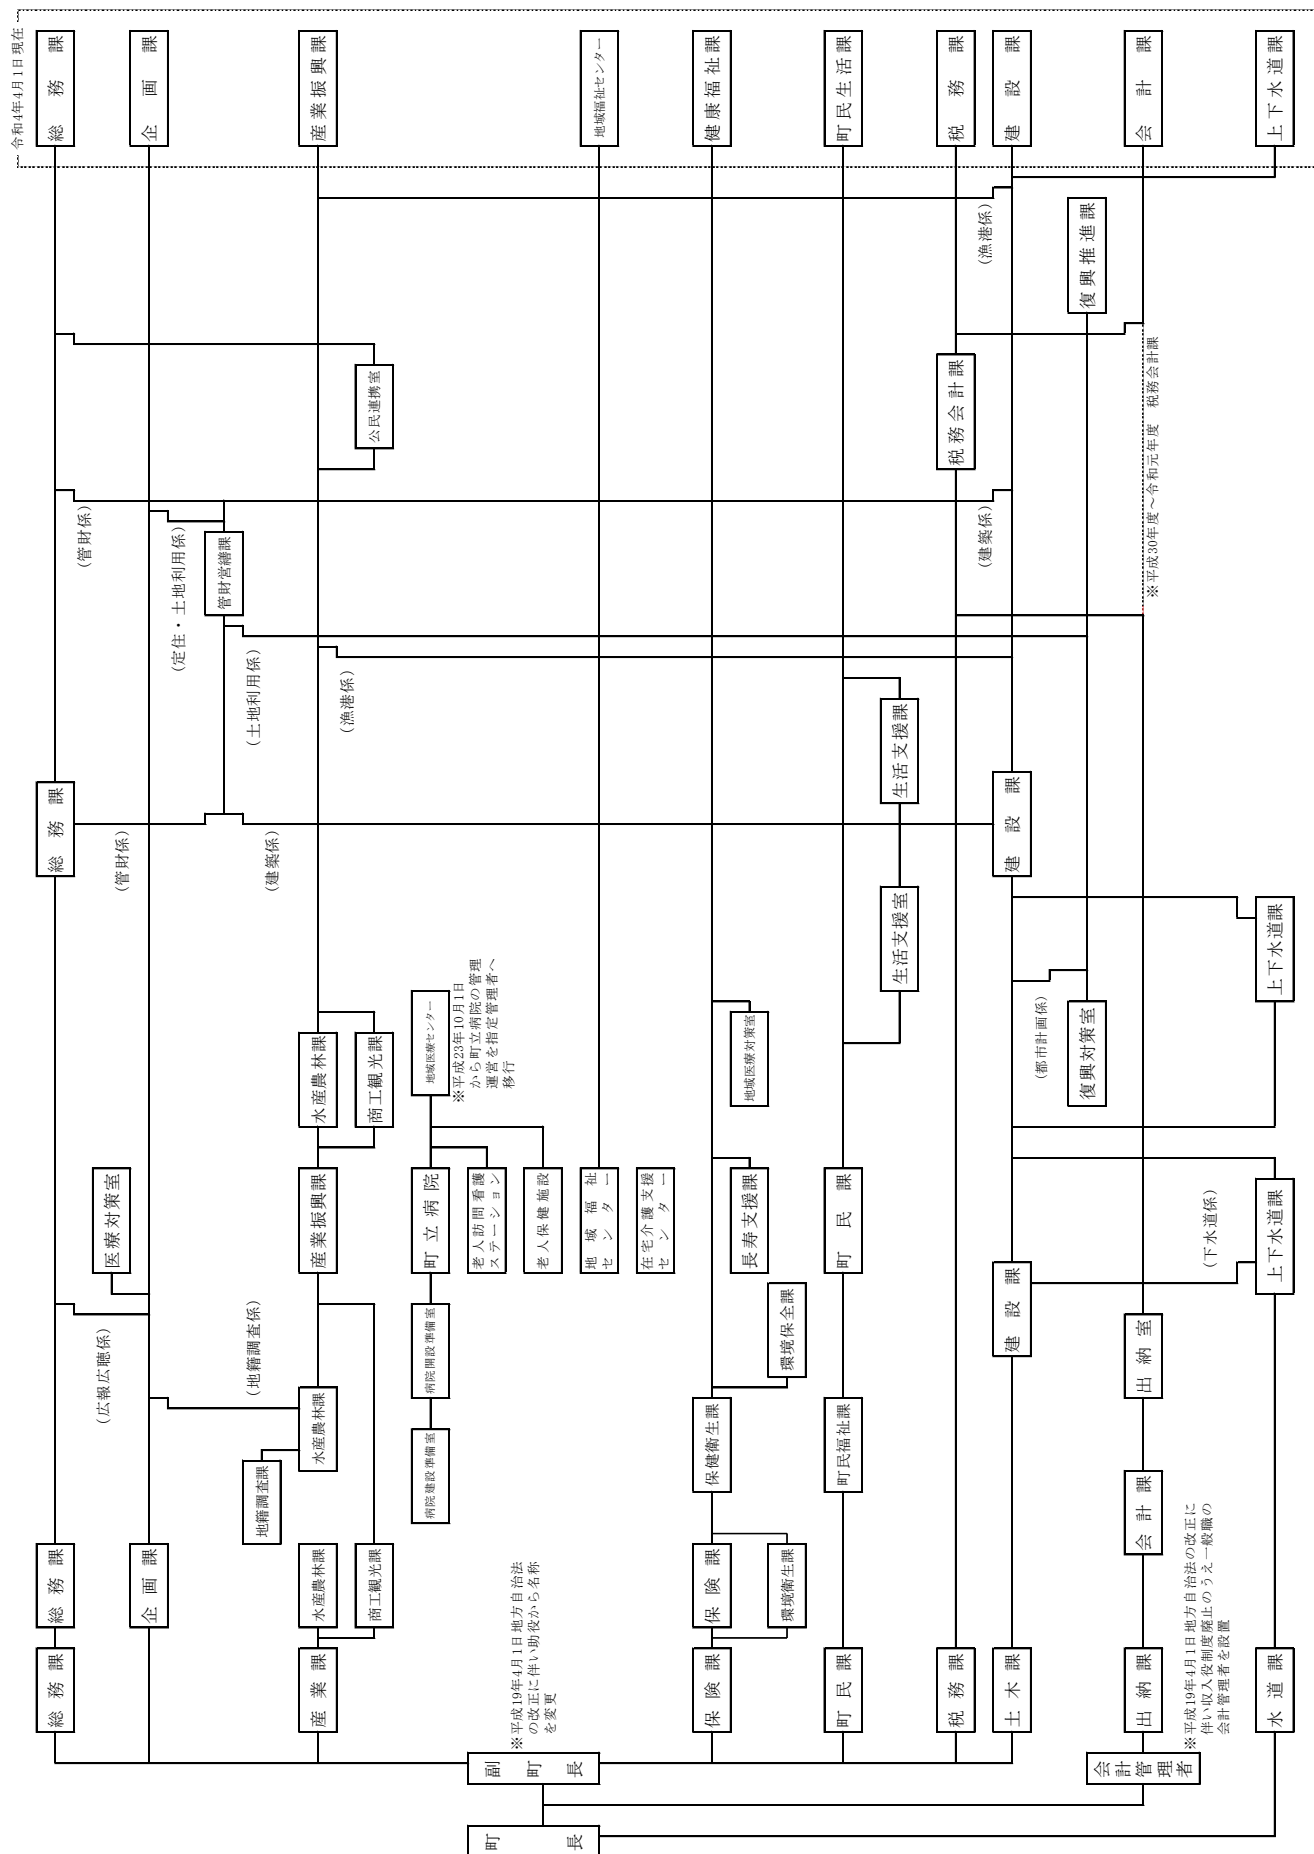 令和4年4月1日現在
町長
副町長
会計管理者
総務課
総務課
総務課
総務課
(広報広聴係)
(管財係)
(管財係)
企画課
企画課
医療対策室
(定住・土地利用係)
管財営繕課
(土地利用係)
(建築係)
地籍調査課
(地籍調査係)
産業課
水産農林課
商工観光課
水産農林課
産業振興課
水産農林課
商工観光課
(漁港係)
公民連携室
産業振興課
病院建設準備室
病院開設準備室
町立病院
老人訪問看護
ステーション
老人保健施設
地域医療センター
※平成23年10月1日
から町立病院の管理
運営を指定管理者へ
移行
※平成19年4月1日地方自治法
の改正に伴い助役から名称
を変更
地域福祉
センター
在宅介護支援
センター
地域福祉センター
保険課
保険課
環境衛生課
保健衛生課
環境保全課
長寿支援課
地域医療対策室
健康福祉課
町民課
町民福祉課
町民課
生活支援室
生活支援課
町民生活課
税務課
税務会計課
税務課
土木課
建設課
建設課
(都市計画係)
(建築係)
(漁港係)
建設課
復興対策室
復興推進課
出納課
会計課
出納室
※平成30年度～令和元年度 税務会計課
会計課
※平成19年4月1日地方自治法の改正に
伴い収入役制度廃止のうえ一般職の
会計管理者を設置
(下水道係)
水道課
上下水道課
上下水道課
上下水道課